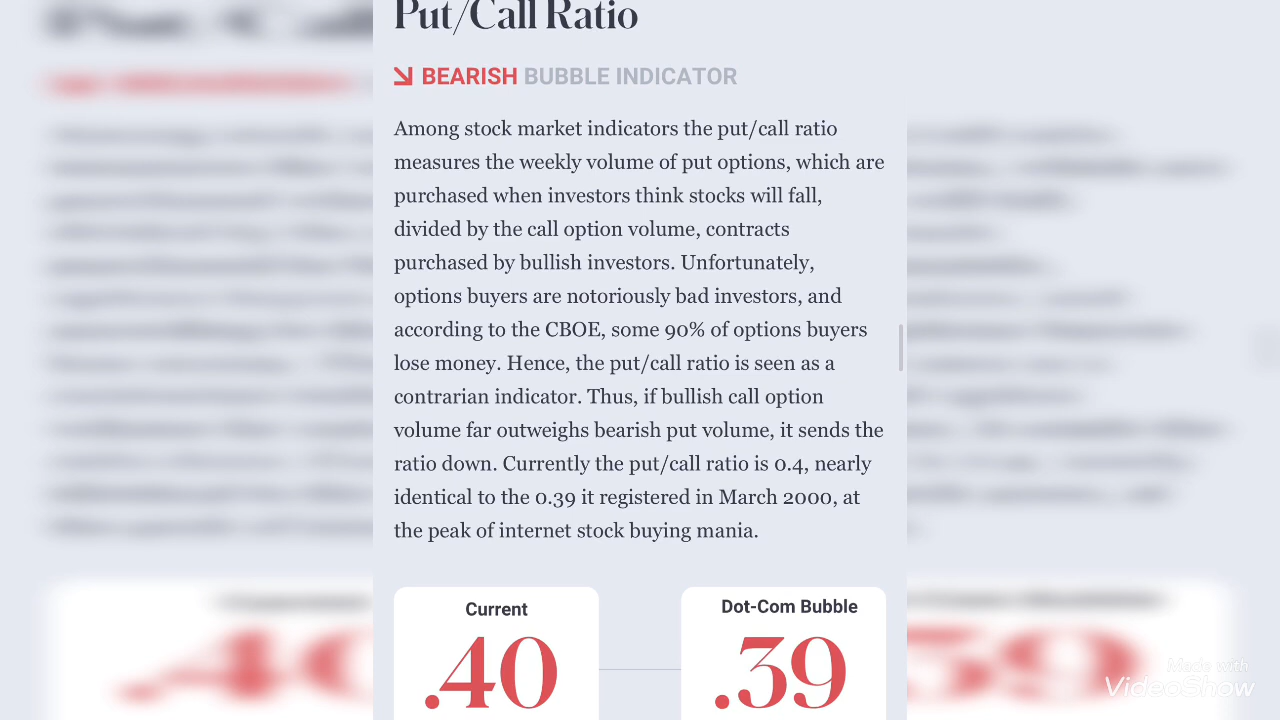 Put/Call Ratio
BEARISH BUBBLE INDICATOR
Among stock market indicators the put/call ratio
measures the weekly volume of put options, which are
purchased when investors think stocks will fall,
divided by the call option volume, contracts
purchased by bullish investors. Unfortunately,
options buyers are notoriously bad investors, and
according to the CBOE, some 90% of options buyers
lose money. Hence, the put/call ratio is seen as a
contrarian indicator. Thus, if bullish call option
volume far outweighs bearish put volume, it sends the
ratio down. Currently the put/call ratio is 0.4, nearly
identical to the 0.39 it registered in March 2000, at
the peak of internet stock buying mania.
Current
.40
Dot-Com Bubble
.39
Made with
VideoShow